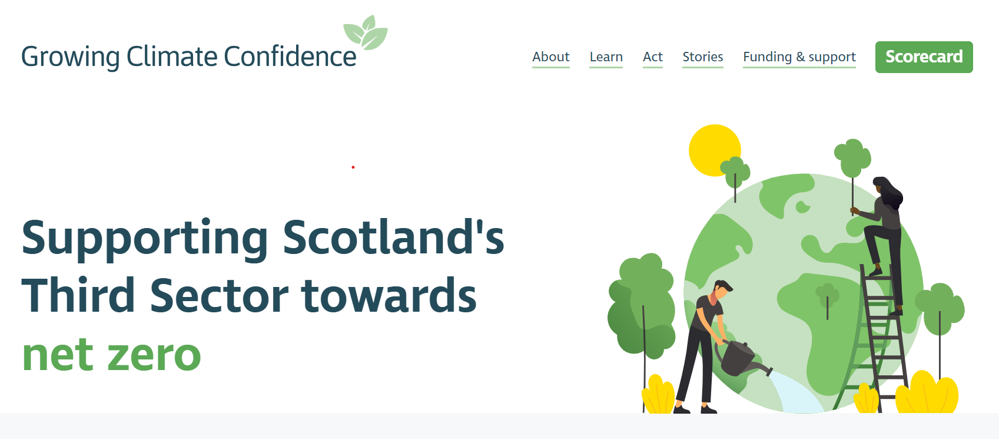 Growing Climate Confidence
About Learn Act Stories Funding & support Scorecard
Supporting Scotland's
Third Sector towards
net zero